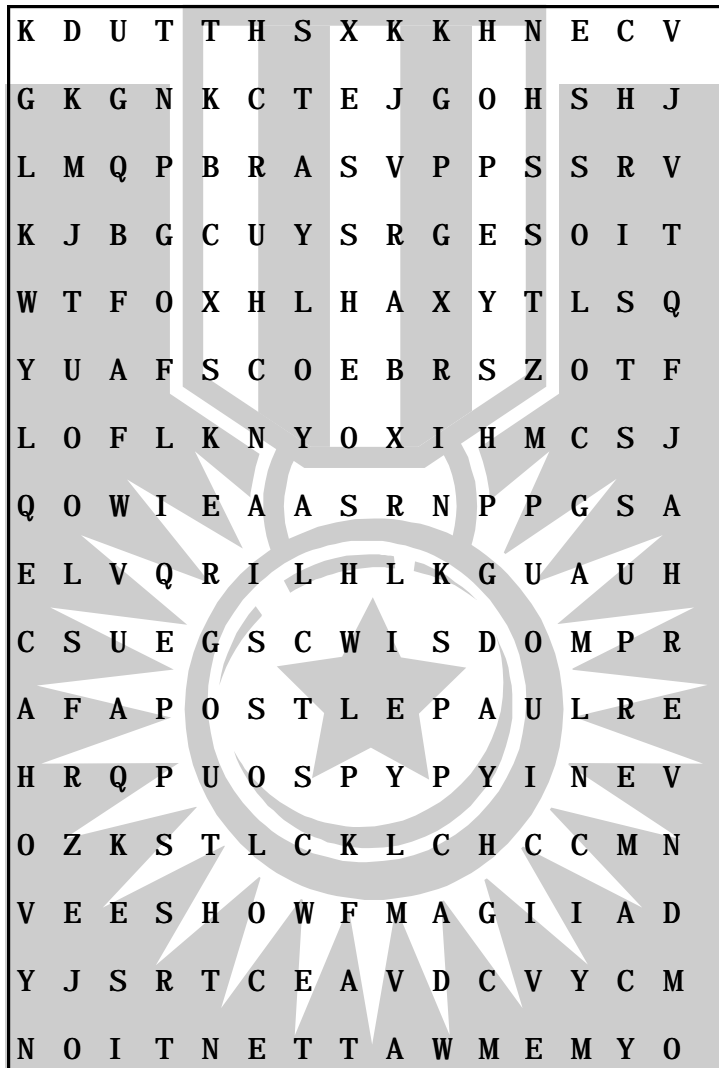 K D U T T H S X K K H N E C V
G K G N K C T E J G O H S H J
L M Q P B R A S V P P S S R V
K J B G C U Y S R G E S O I T
W T F O X H L H A X Y T L S Q
Y U A F S C O E B R S Z O T F
L O F L K N Y O X I H M C S J
Q O W I E A A S R N P P G S A
E L V Q R I L H L K G U A U H
C S U E G S C W I S D O M P R
A F A P O S T L E P A U L R E
H R Q P U O S P Y P Y I N E V
O Z K S T L C K L C H C C M N
V E E S H O W F M A G I I A D
Y J S R T C E A V D C V Y C M
N O I T N E T T A W M E M Y O